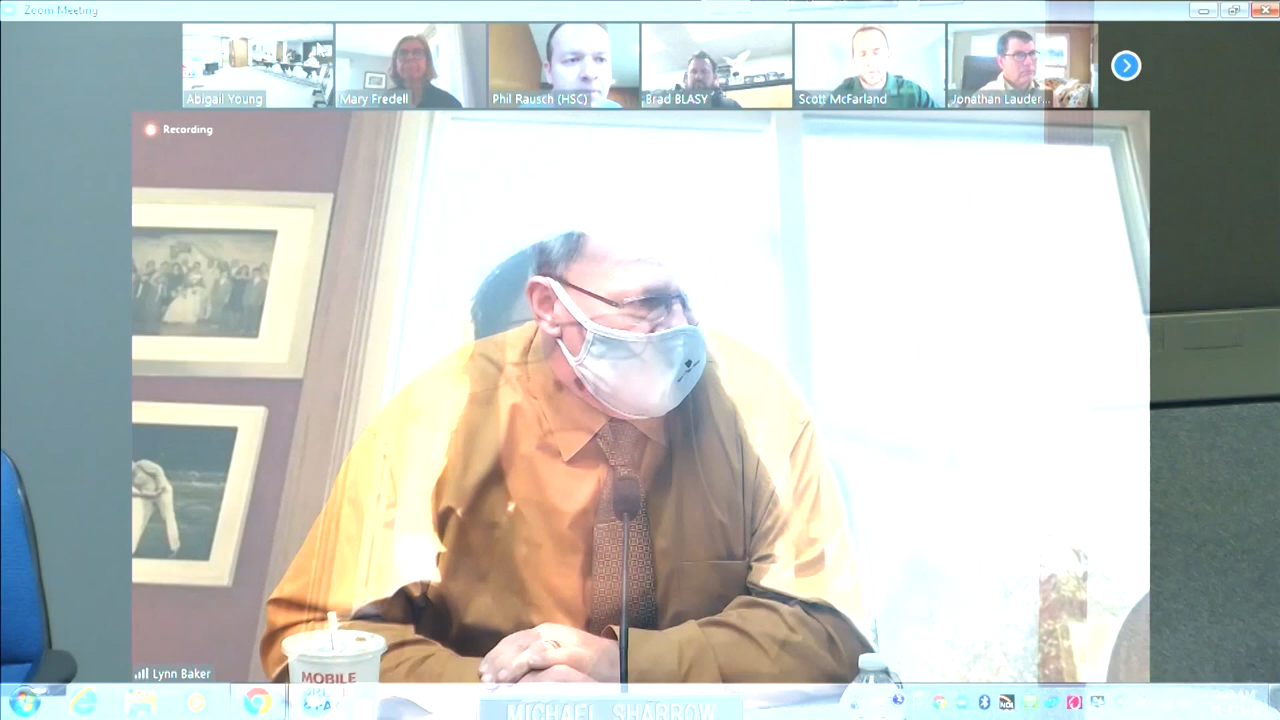 Zoom Meeting
Abigail Young
Mary Fredell
Phil Rausch (HSC)
Brad BLASY
Scott McFarland
Jonathan Lauder...
Recording
Lynn Baker
MOBILE
MICHAEL SHARROW